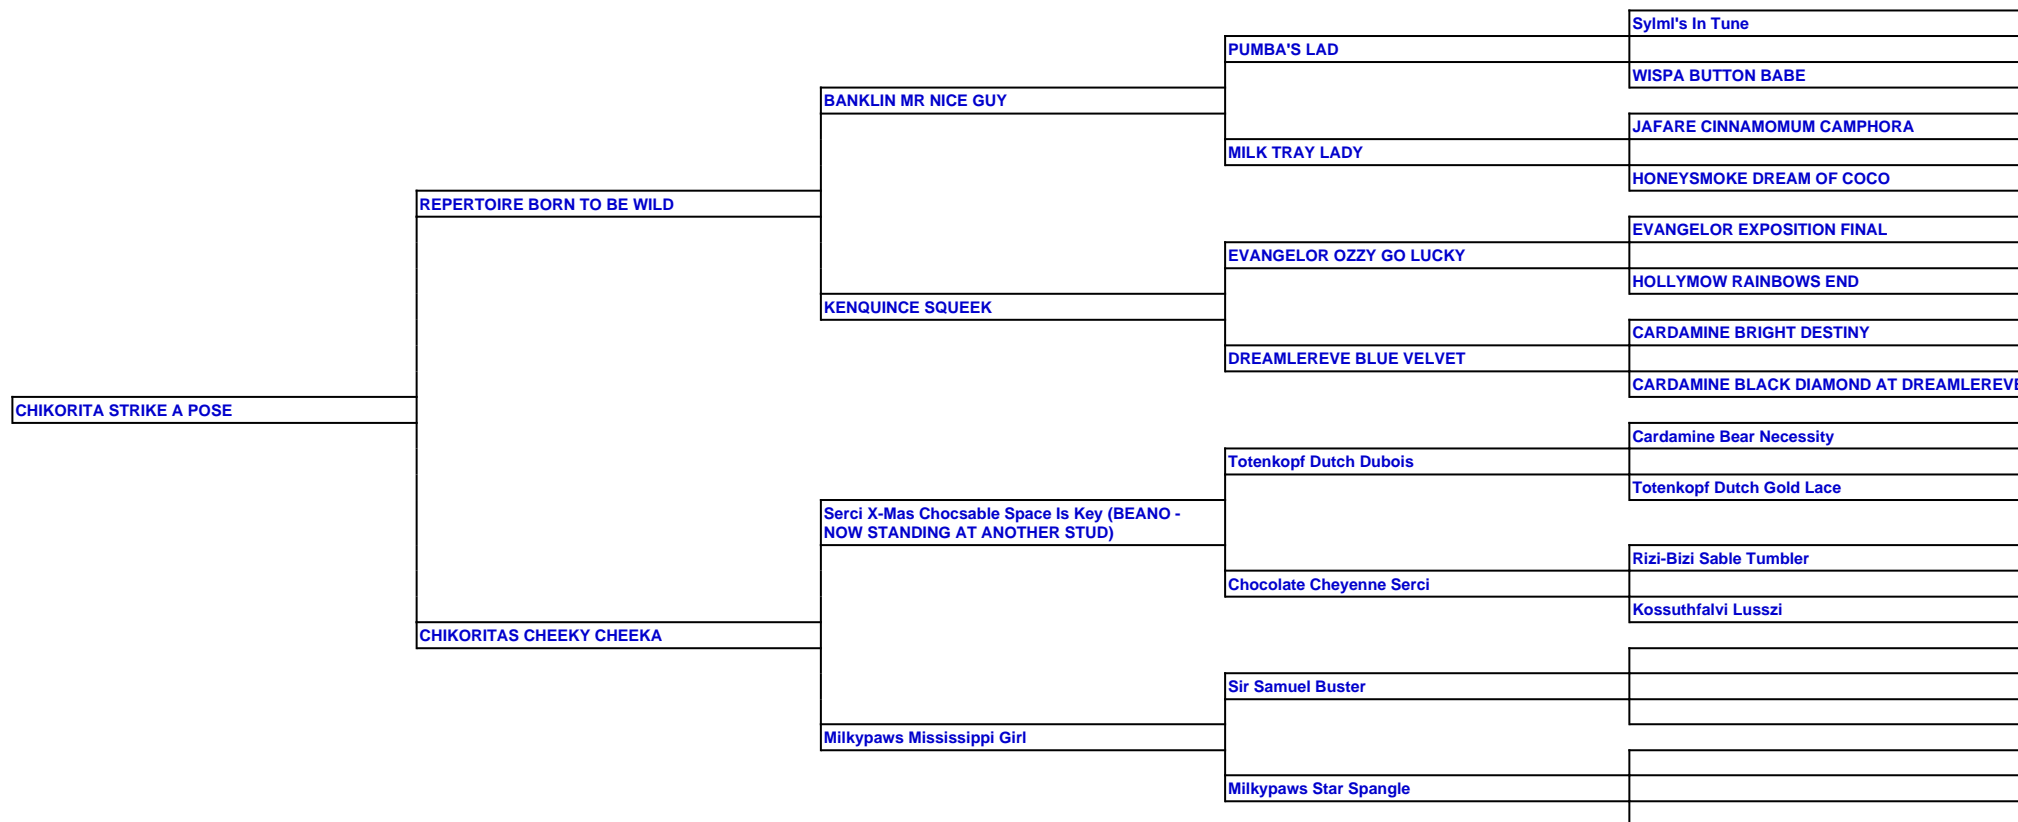 Sylml's In Tune
PUMBA'S LAD
WISPA BUTTON BABE
BANKLIN MR NICE GUY
JAFARE CINNAMOMUM CAMPHORA
MILK TRAY LADY
HONEYSMOKE DREAM OF COCO
REPERTOIRE BORN TO BE WILD
EVANGELOR EXPOSITION FINAL
EVANGELOR OZZY GO LUCKY
HOLLYMOW RAINBOWS END
KENQUINCE SQUEEK
CARDAMINE BRIGHT DESTINY
DREAMLEREVE BLUE VELVET
CARDAMINE BLACK DIAMOND AT DREAMLEREVE
CHIKORITA STRIKE A POSE
Cardamine Bear Necessity
Totenkopf Dutch Dubois
Totenkopf Dutch Gold Lace
Serci X-Mas Chocsable Space Is Key (BEANO -
NOW STANDING AT ANOTHER STUD)
Rizi-Bizi Sable Tumbler
Chocolate Cheyenne Serci
Kossuthfalvi Lusszi
CHIKORITAS CHEEKY CHEEKA
Sir Samuel Buster
Milkypaws Mississippi Girl
Milkypaws Star Spangle